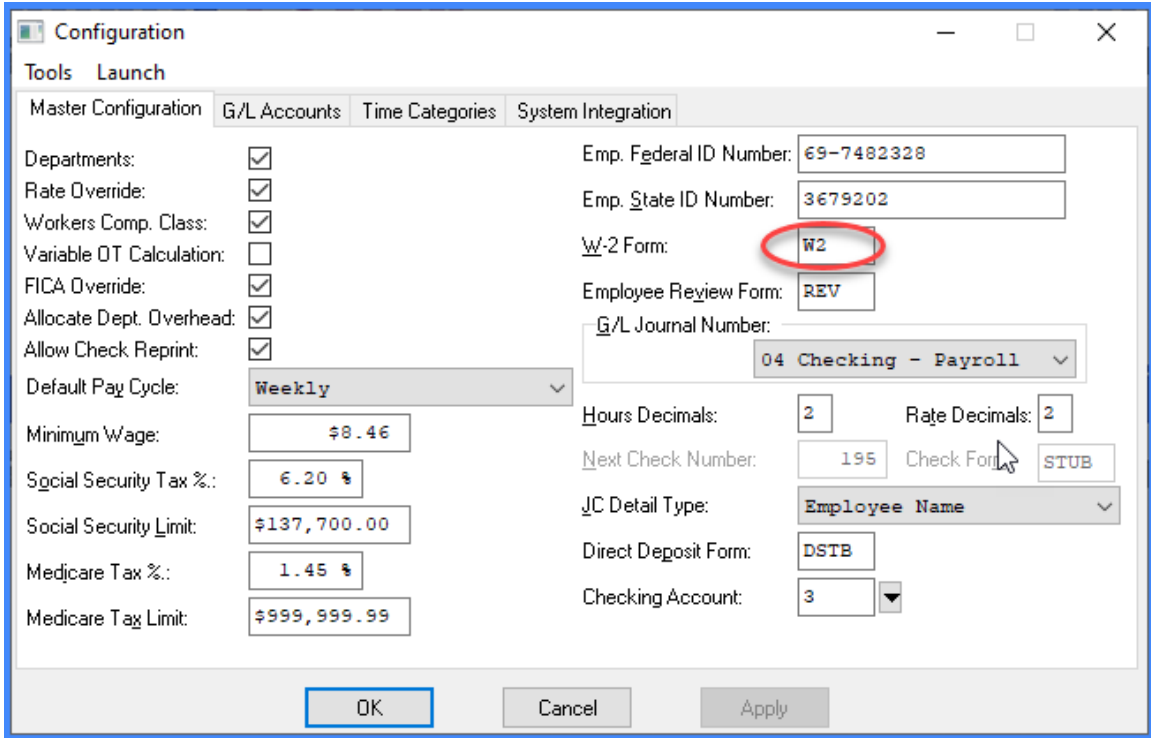 Configuration
Tools Launch
Master Configuration G/L Accounts Time Categories System Integration
Departments:
Rate Override:
Workers Comp. Class:
Variable OT Calculation:
FICA Override:
Allocate Dept. Overhead:
Allow Check Reprint:
Default Pay Cycle: Weekly
Minimum Wage: $8.46
Social Security Tax %.: 6.20 %
Social Security Limit: $137,700.00
Medicare Tax %.: 1.45 %
Medicare Tax Limit: $999,999.99
Emp. Federal ID Number: 69-7482328
Emp. State ID Number: 3679202
W-2 Form: W2
Employee Review Form: REV
G/L Journal Number:
04 Checking - Payroll
Hours Decimals: 2 Rate Decimals: 2
Next Check Number: 195 Check Form STUB
JC Detail Type: Employee Name
Direct Deposit Form: DSTB
Checking Account: 3
OK Cancel Apply